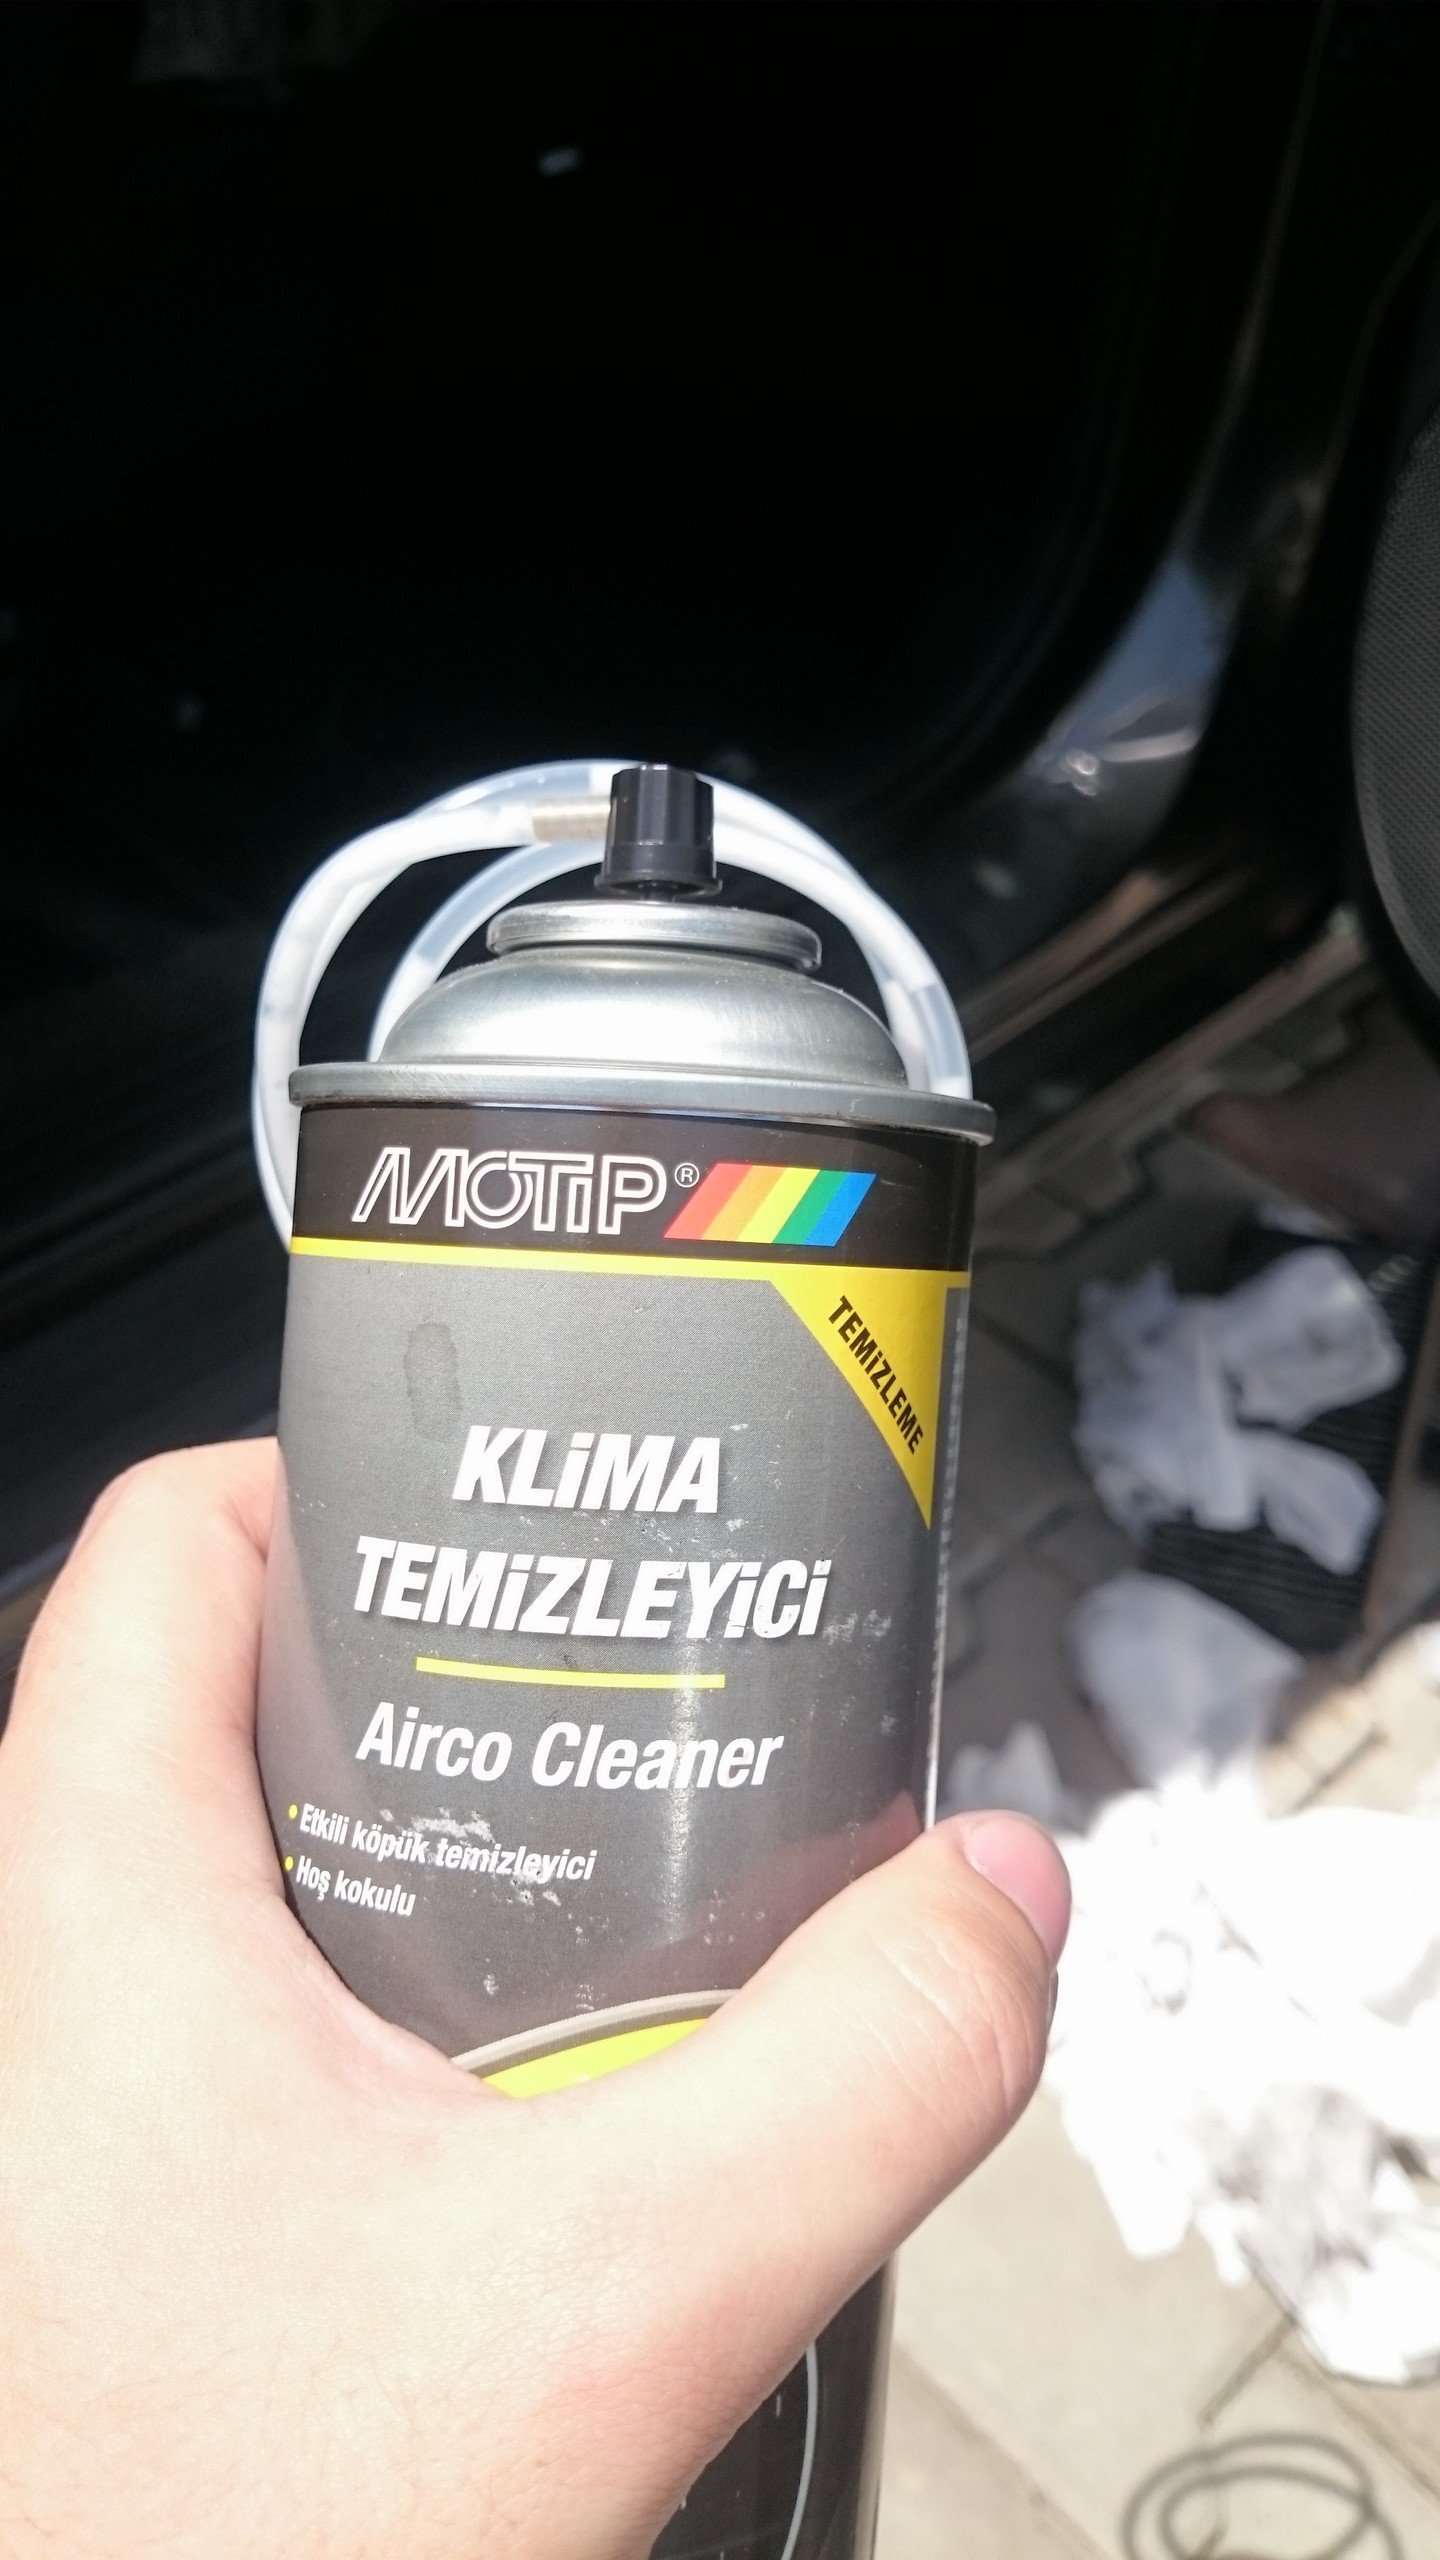 MOTIP®
TEMİZLEME
KLİMA
TEMİZLEYİCİ
Airco Cleaner
• Etkili köpük temizleyici
• Hoş kokulu